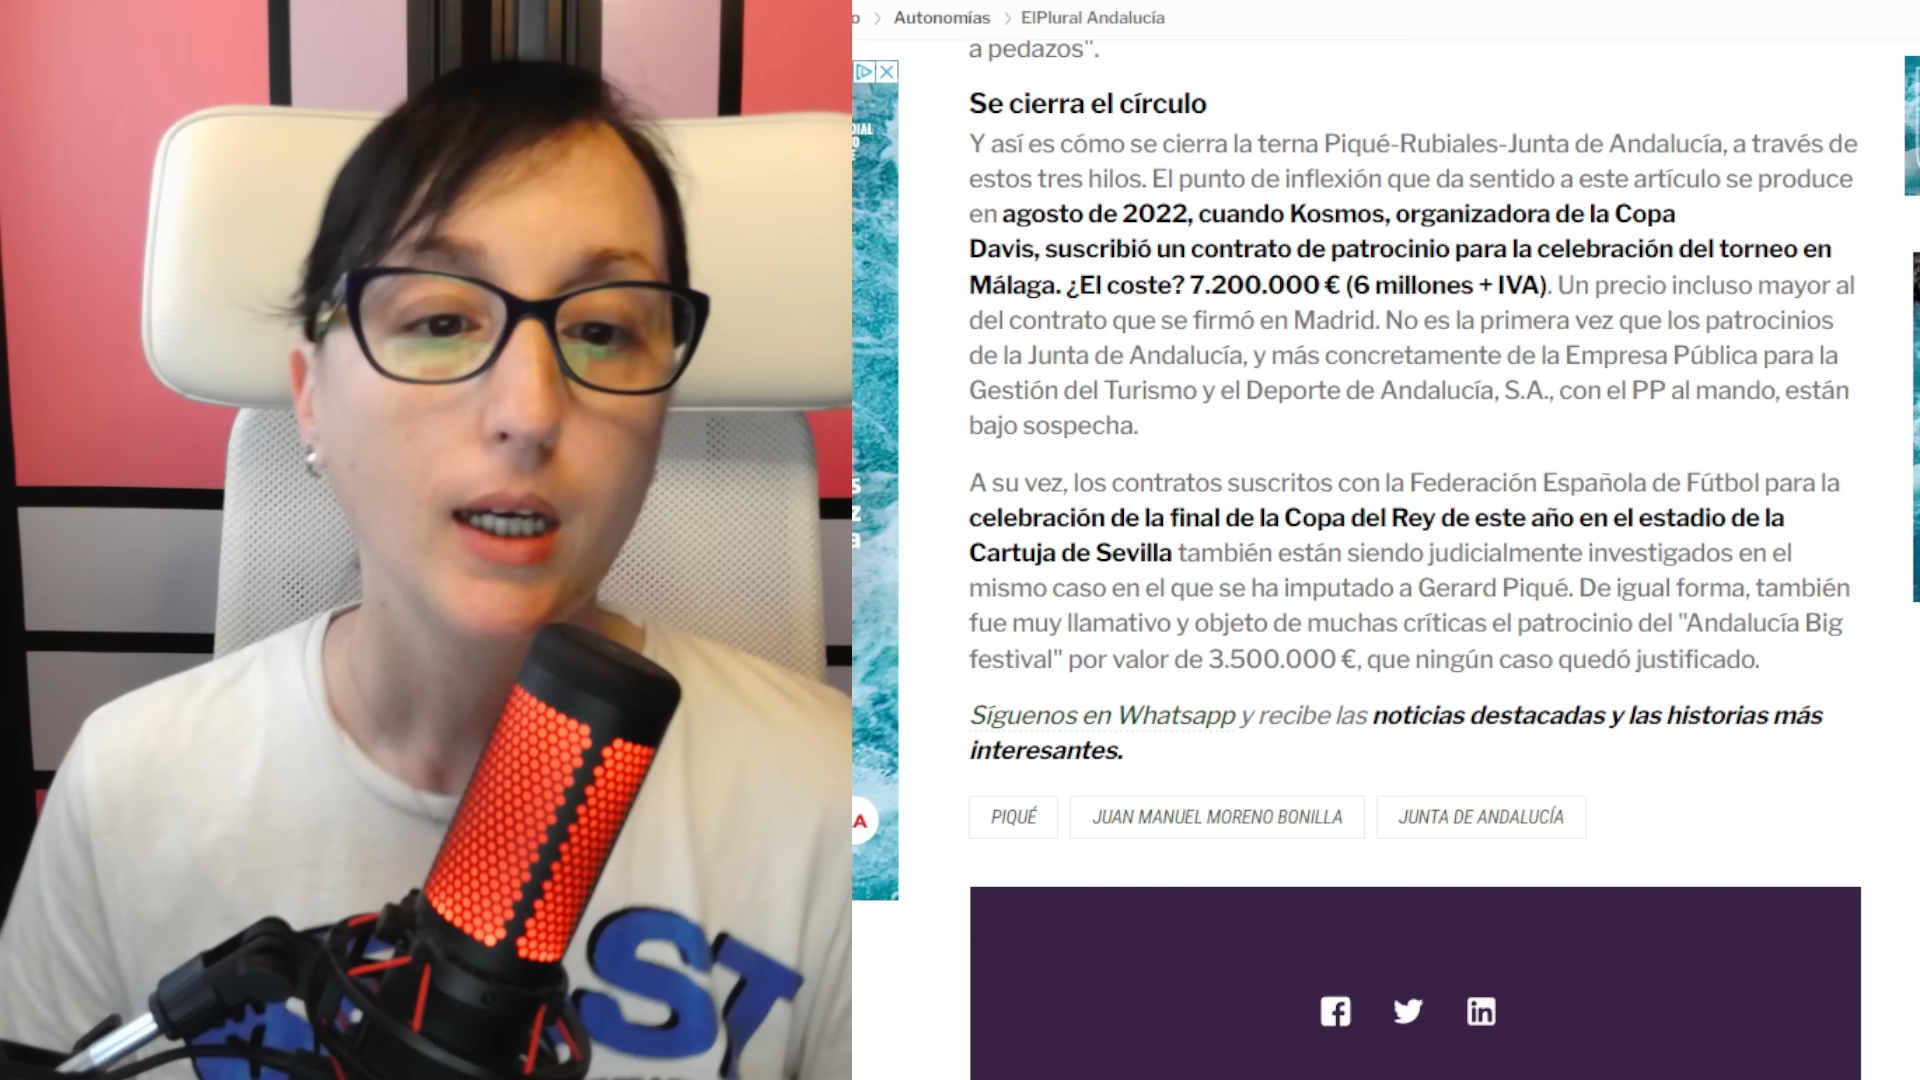 Autonomías
ElPlural Andalucía
a pedazos".
Se cierra el círculo
Y así es cómo se cierra la terna Piqué-Rubiales-Junta de Andalucía, a través de
estos tres hilos. El punto de inflexión que da sentido a este artículo se produce
en agosto de 2022, cuando Kosmos, organizadora de la Copa
Davis, suscribió un contrato de patrocinio para la celebración del torneo en
Málaga. ¿El coste? 7.200.000 € (6 millones + IVA). Un precio incluso mayor al
del contrato que se firmó en Madrid. No es la primera vez que los patrocinios
de la Junta de Andalucía, y más concretamente de la Empresa Pública para la
Gestión del Turismo y el Deporte de Andalucía, S.A., con el PP al mando, están
bajo sospecha.
A su vez, los contratos suscritos con la Federación Española de Fútbol para la
celebración de la final de la Copa del Rey de este año en el estadio de la
Cartuja de Sevilla también están siendo judicialmente investigados en el
mismo caso en el que se ha imputado a Gerard Piqué. De igual forma, también
fue muy llamativo y objeto de muchas críticas el patrocinio del "Andalucía Big
festival" por valor de 3.500.000 €, que ningún caso quedó justificado.
Síguenos en Whatsapp y recibe las noticias destacadas y las historias más
interesantes.
PIQUÉ
JUAN MANUEL MORENO BONILLA
JUNTA DE ANDALUCÍA
ST